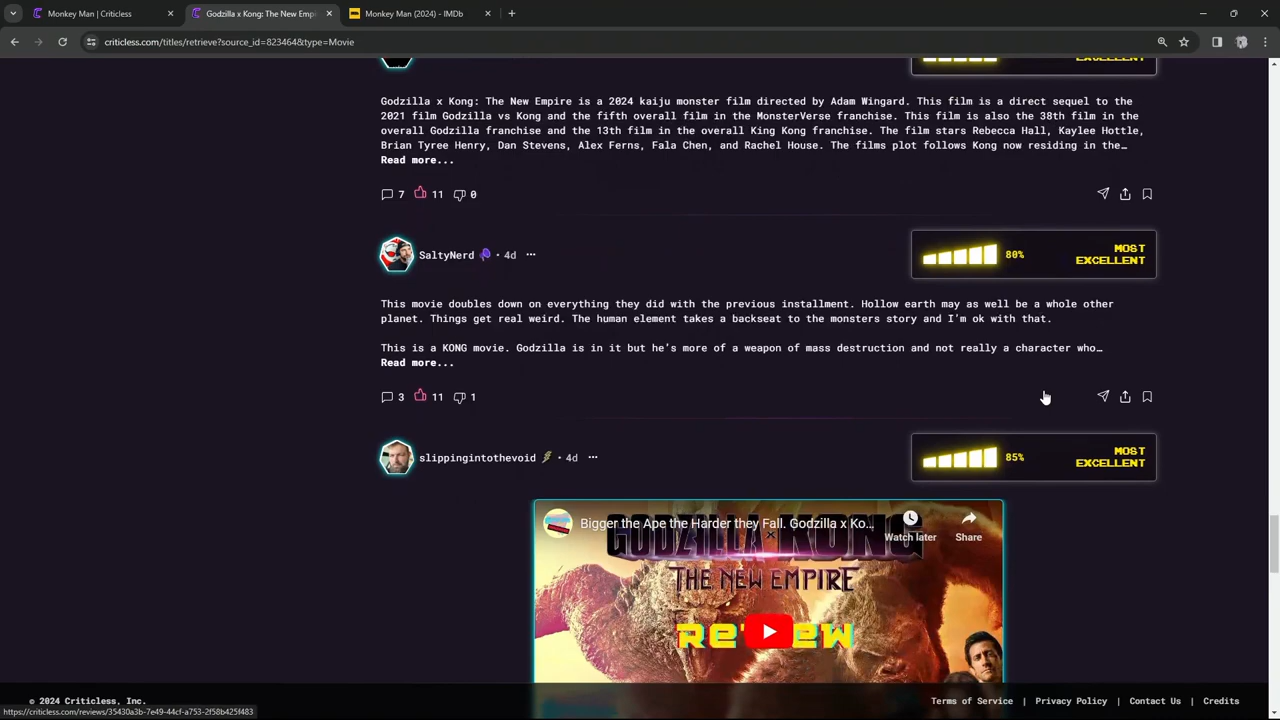 Monkey Man | Criticless
Godzilla x Kong: The New Empi
Monkey Man (2024) - IMDb
criticless.com/titles/retrieve?source_id=823464&type=Movie
EXCELLENT
Godzilla x Kong: The New Empire is a 2024 kaiju monster film directed by Adam Wingard. This film is a direct sequel to the
2021 film Godzilla vs Kong and the fifth overall film in the MonsterVerse franchise. This film is also the 38th film in the
overall Godzilla franchise and the 13th film in the overall King Kong franchise. The film stars Rebecca Hall, Kaylee Hottle,
Brian Tyree Henry, Dan Stevens, Alex Ferns, Fala Chen, and Rachel House. The films plot follows Kong now residing in the…
Read more...
7 11 0
SaltyNerd • 4d ...
80% MOST
EXCELLENT
This movie doubles down on everything they did with the previous installment. Hollow earth may as well be a whole other
planet. Things get real weird. The human element takes a backseat to the monsters story and I'm ok with that.
This is a KONG movie. Godzilla is in it but he's more of a weapon of mass destruction and not really a character who…
Read more...
3 11 1
slippingintothevoid • 4d ...
85% MOST
EXCELLENT
Bigger the Ape the Harder they Fall. Godzilla x Ko...
Watch later
Share
GODZILLA x KONG
THE NEW EMPIRE
© 2024 Criticless, Inc.
Terms of Service | Privacy Policy | Contact Us | Credits
https://criticless.com/reviews/35430a3b-7e49-44cf-a753-2f58b425f483